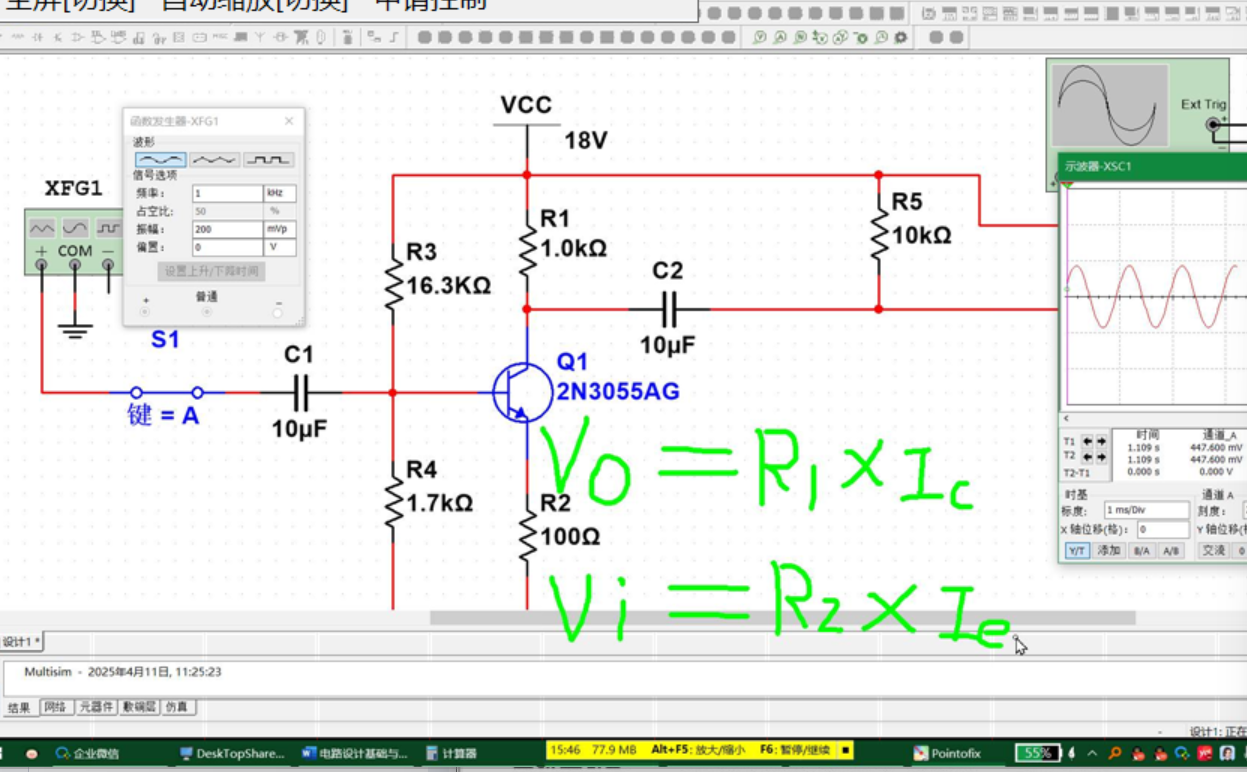 全屏[切换] 自动缩放[切换] 申请控制
VCC
18V
Ext Trig
函数发生器-XFG1
波形
信号选项
频率: 1 kHz
占空比: 50 %
振幅: 200 mVp
偏置: 0 V
设置上升/下降时间
+ 普通 -
XFG1
+ COM -
S1
键 = A
C1
10µF
R3
16.3KΩ
R4
1.7kΩ
R1
1.0kΩ
C2
10µF
R5
10kΩ
Q1
2N3055AG
R2
100Ω
Vo = R1 × Ic
Vi = R2 × Ie
示波器-XSC1
时间 通道_A
T1 1.109 s 447.600 mV
T2 1.109 s 447.600 mV
T2-T1 0.000 s 0.000 V
时基 通道 A
标度: 1 ms/Div 刻度:
X 轴位移(格): 0 Y 轴位移(格
Y/T 添加 B/A A/B 交流 0
设计1 *
Multisim - 2025年4月11日, 11:25:23
结果 网络 元器件 敷铜层 仿真
设计1: 正在
企业微信 DeskTopShare... 电路设计基础与... 计算器 15:46 77.9 MB Alt+F5: 放大/缩小 F6: 暂停/继续 Pointofix 55%